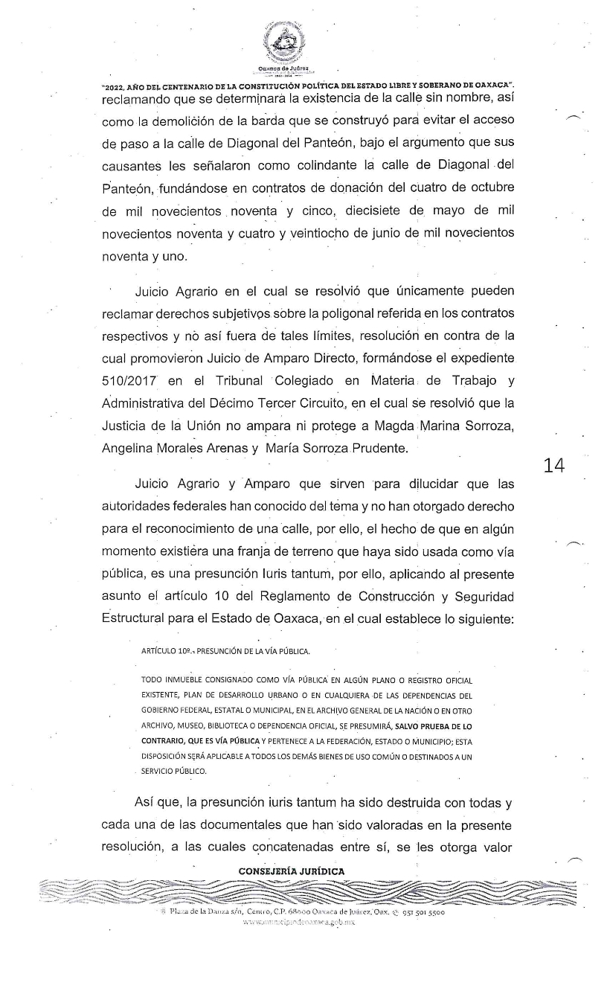 Oaxaca de Juárez
"2022, AÑO DEL CENTENARIO DE LA CONSTITUCIÓN POLÍTICA DEL ESTADO LIBRE Y SOBERANO DE OAXACA".
reclamando que se determinara la existencia de la calle sin nombre, así
como la demolición de la barda que se construyó para evitar el acceso
de paso a la calle de Diagonal del Panteón, bajo el argumento que sus
causantes les señalaron como colindante la calle de Diagonal del
Panteón, fundándose en contratos de donación del cuatro de octubre
de mil novecientos noventa y cinco, diecisiete de mayo de mil
novecientos noventa y cuatro y veintiocho de junio de mil novecientos
noventa y uno.
Juicio Agrario en el cual se resolvió que únicamente pueden
reclamar derechos subjetivos sobre la poligonal referida en los contratos
respectivos y no así fuera de tales límites, resolución en contra de la
cual promovieron Juicio de Amparo Directo, formándose el expediente
510/2017 en el Tribunal Colegiado en Materia de Trabajo y
Administrativa del Décimo Tercer Circuito, en el cual se resolvió que la
Justicia de la Unión no ampara ni protege a Magda Marina Sorroza,
Angelina Morales Arenas y María Sorroza Prudente.
14
Juicio Agrario y Amparo que sirven para dilucidar que las
autoridades federales han conocido del tema y no han otorgado derecho
para el reconocimiento de una calle, por ello, el hecho de que en algún
momento existiera una franja de terreno que haya sido usada como vía
pública, es una presunción Iuris tantum, por ello, aplicando al presente
asunto el artículo 10 del Reglamento de Construcción y Seguridad
Estructural para el Estado de Oaxaca, en el cual establece lo siguiente:
ARTÍCULO 10º.- PRESUNCIÓN DE LA VÍA PÚBLICA.
TODO INMUEBLE CONSIGNADO COMO VÍA PÚBLICA EN ALGÚN PLANO O REGISTRO OFICIAL
EXISTENTE, PLAN DE DESARROLLO URBANO O EN CUALQUIERA DE LAS DEPENDENCIAS DEL
GOBIERNO FEDERAL, ESTATAL O MUNICIPAL, EN EL ARCHIVO GENERAL DE LA NACIÓN O EN OTRO
ARCHIVO, MUSEO, BIBLIOTECA O DEPENDENCIA OFICIAL, SE PRESUMIRÁ, SALVO PRUEBA DE LO
CONTRARIO, QUE ES VÍA PÚBLICA Y PERTENECE A LA FEDERACIÓN, ESTADO O MUNICIPIO; ESTA
DISPOSICIÓN SERÁ APLICABLE A TODOS LOS DEMÁS BIENES DE USO COMÚN O DESTINADOS A UN
SERVICIO PÚBLICO.
Así que, la presunción iuris tantum ha sido destruida con todas y
cada una de las documentales que han sido valoradas en la presente
resolución, a las cuales concatenadas entre sí, se les otorga valor
CONSEJERÍA JURÍDICA
Plaza de la Danza s/n, Centro, C.P. 68000 Oaxaca de Juárez, Oax. 951 501 5500
www.municipiodeoaxaca.gob.mx